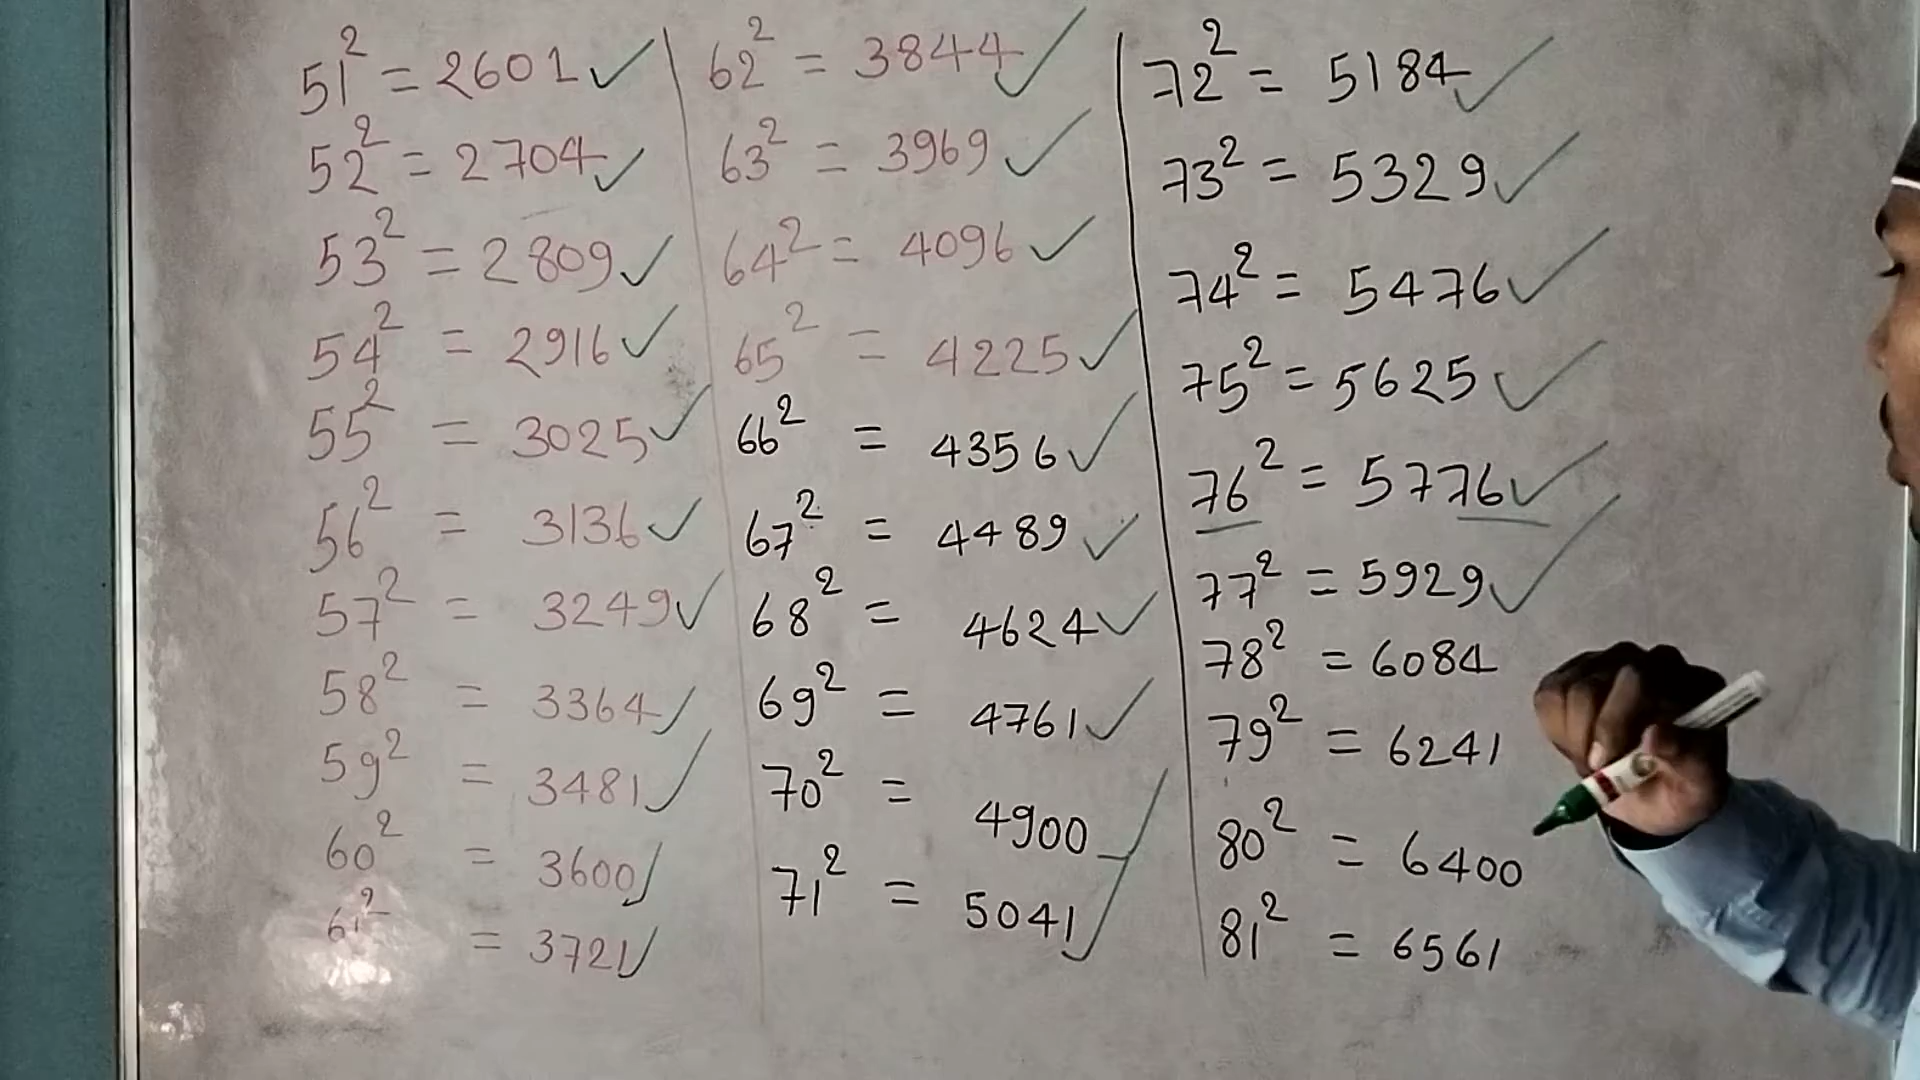 51² = 2601 ✓
52² = 2704 ✓
53² = 2809 ✓
54² = 2916 ✓
55² = 3025 ✓
56² = 3136 ✓
57² = 3249 ✓
58² = 3364 ✓
59² = 3481 ✓
60² = 3600 ✓
61² = 3721 ✓
62² = 3844 ✓
63² = 3969 ✓
64² = 4096 ✓
65² = 4225 ✓
66² = 4356 ✓
67² = 4489 ✓
68² = 4624 ✓
69² = 4761 ✓
70² = 4900 ✓
71² = 5041 ✓
72² = 5184 ✓
73² = 5329 ✓
74² = 5476 ✓
75² = 5625 ✓
76² = 5776 ✓
77² = 5929 ✓
78² = 6084
79² = 6241
80² = 6400
81² = 6561